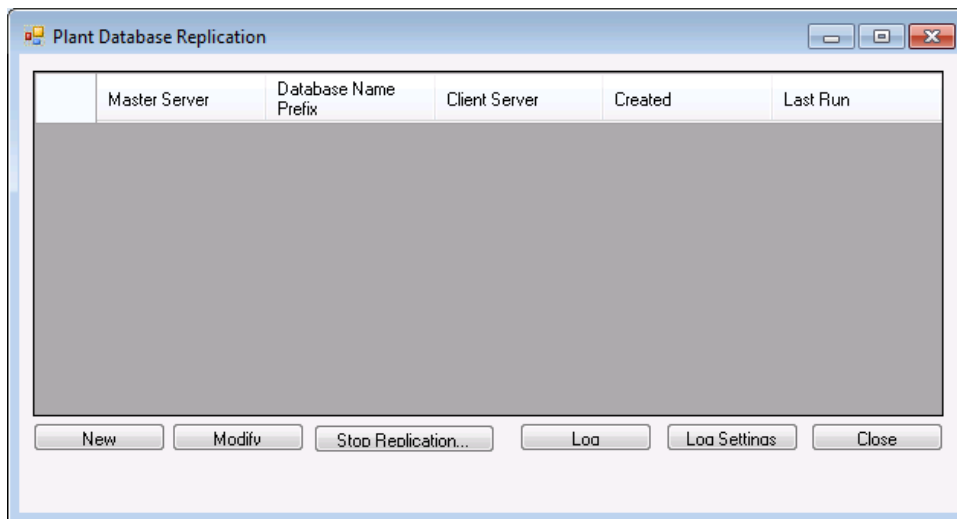 Plant Database Replication
Master Server
Database Name
Prefix
Client Server
Created
Last Run
New
Modify
Stop Replication...
Log
Log Settings
Close